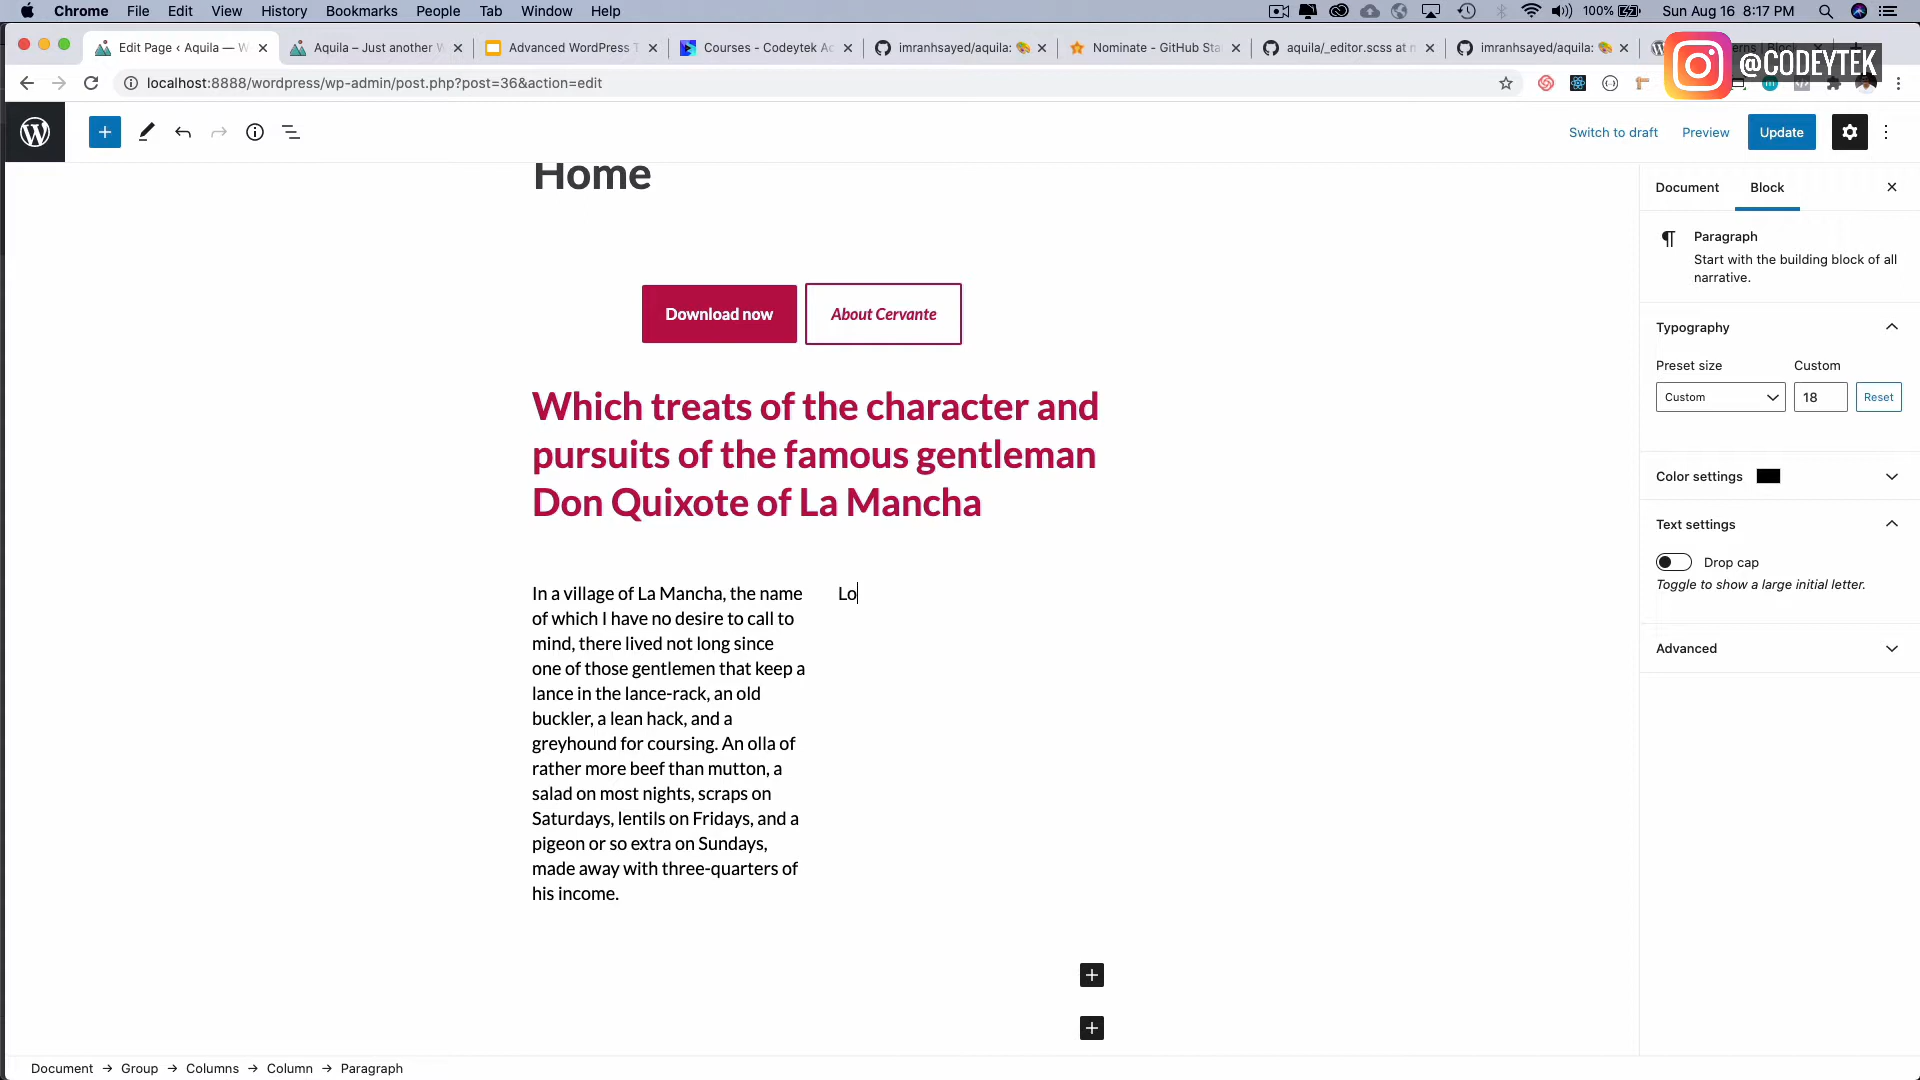 Chrome File Edit View History Bookmarks People Tab Window Help 100% Sun Aug 16 8:17 PM
Edit Page ‹ Aquila — W Aquila – Just another W Advanced WordPress T Courses - Codeytek Ac imranhsayed/aquila: Nominate - GitHub Sta aquila/_editor.scss at m imranhsayed/aquila:
@CODEYTEK
localhost:8888/wordpress/wp-admin/post.php?post=36&action=edit
Switch to draft Preview Update
Home
Document Block
Paragraph
Start with the building block of all
narrative.
Download now About Cervante
Typography
Preset size Custom
Custom 18 Reset
Which treats of the character and
pursuits of the famous gentleman
Don Quixote of La Mancha
Color settings
Text settings
Drop cap
Toggle to show a large initial letter.
Advanced
In a village of La Mancha, the name
of which I have no desire to call to
mind, there lived not long since
one of those gentlemen that keep a
lance in the lance-rack, an old
buckler, a lean hack, and a
greyhound for coursing. An olla of
rather more beef than mutton, a
salad on most nights, scraps on
Saturdays, lentils on Fridays, and a
pigeon or so extra on Sundays,
made away with three-quarters of
his income.
Lo
Document → Group → Columns → Column → Paragraph